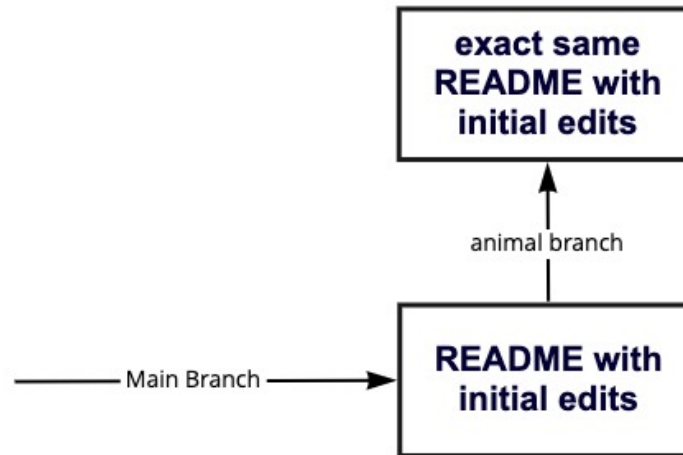 exact same
README with
initial edits
animal branch
Main Branch
README with
initial edits